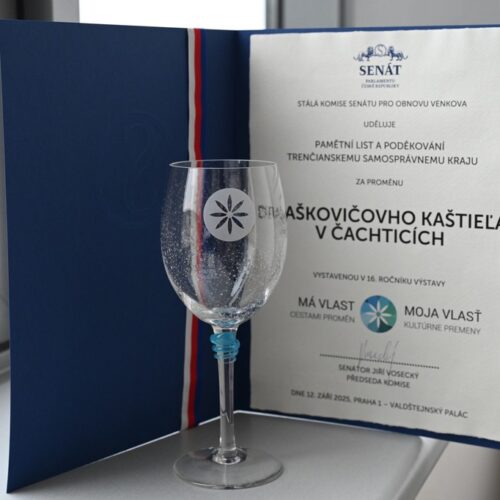 SENÁT
PARLAMENTU
ČESKÉ REPUBLIKY
STÁLÁ KOMISE SENÁTU PRO OBNOVU VENKOVA
UDĚLUJE
PAMĚTNÍ LIST A PODĚKOVÁNÍ
TRENČIANSKEMU SAMOSPRÁVNEMU KRAJU
ZA PROMĚNU
AŠKOVIČOVHO KAŠTIEĽA
V ČACHTICÍCH
VYSTAVENOU V 16. ROČNÍKU VÝSTAVY
MÁ VLAST
CESTAMI PROMĚN
MOJA VLASŤ
KULTÚRNE PREMENY
SENÁTOR JIŘÍ VOSECKÝ
PŘEDSEDA KOMISE
DNE 12. ZÁŘÍ 2025, PRAHA 1 – VALDŠTEJNSKÝ PALÁC